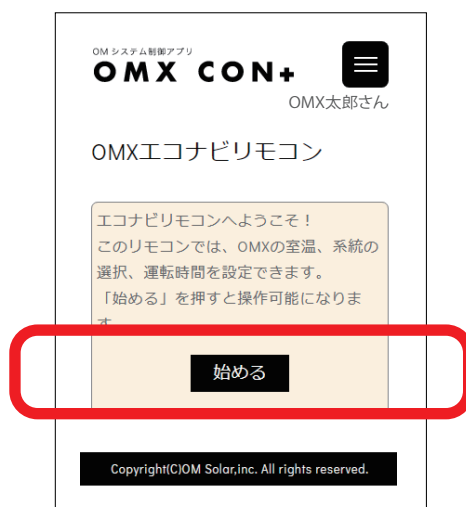 OMシステム制御アプリ
OMX CON+
OMX太郎さん
OMXエコナビリモコン
エコナビリモコンへようこそ！
このリモコンでは、OMXの室温、系統の
選択、運転時間を設定できます。
「始める」を押すと操作可能になりま
す
始める
Copyright(C)OM Solar,inc. All rights reserved.